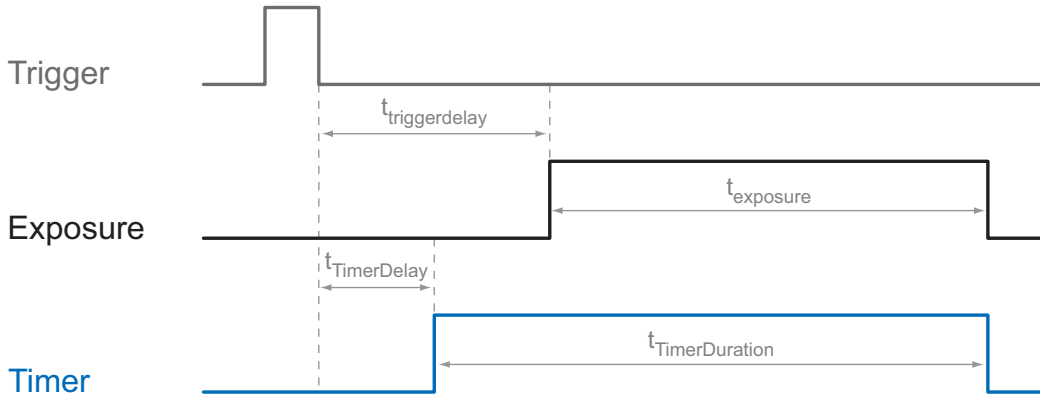 Trigger
t_triggerdelay
t_exposure
Exposure
t_TimerDelay
t_TimerDuration
Timer